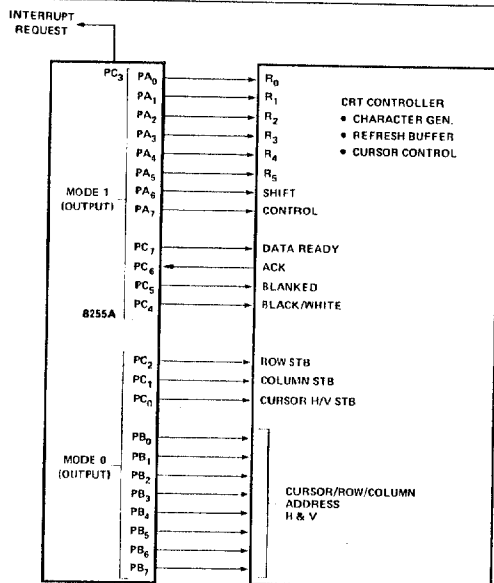 INTERRUPT
REQUEST
PC3
PA0
R0
PA1
R1
CRT CONTROLLER
PA2
R2
• CHARACTER GEN.
PA3
R3
• REFRESH BUFFER
PA4
R4
• CURSOR CONTROL
PA5
R5
MODE 1
(OUTPUT)
PA6
SHIFT
PA7
CONTROL
PC7
DATA READY
PC6
ACK
PC5
BLANKED
PC4
BLACK/WHITE
8255A
PC2
ROW STB
PC1
COLUMN STB
PC0
CURSOR H/V STB
MODE 0
(OUTPUT)
PB0
PB1
PB2
PB3
PB4
PB5
PB6
PB7
CURSOR/ROW/COLUMN
ADDRESS
H & V